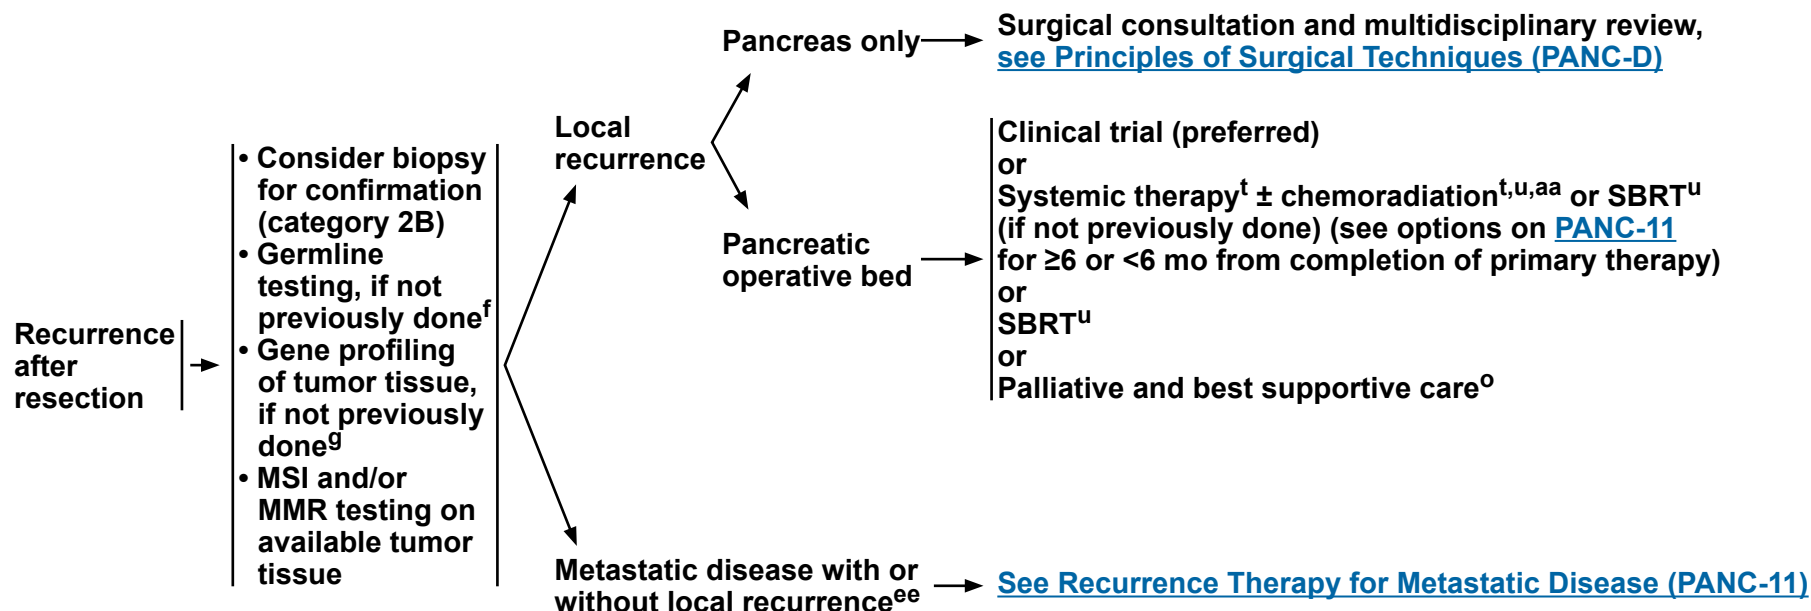 Recurrence
after
resection
• Consider biopsy
for confirmation
(category 2B)
• Germline
testing, if not
previously doneᶠ
• Gene profiling
of tumor tissue,
if not previously
doneᵍ
• MSI and/or
MMR testing on
available tumor
tissue
Local
recurrence
Pancreas only
Surgical consultation and multidisciplinary review,
see Principles of Surgical Techniques (PANC-D)
Pancreatic
operative bed
Clinical trial (preferred)
or
Systemic therapyᵗ ± chemoradiationᵗ,ᵘ,ᵃᵃ or SBRTᵘ
(if not previously done) (see options on PANC-11
for ≥6 or <6 mo from completion of primary therapy)
or
SBRTᵘ
or
Palliative and best supportive careᵒ
Metastatic disease with or
without local recurrenceᵉᵉ
See Recurrence Therapy for Metastatic Disease (PANC-11)